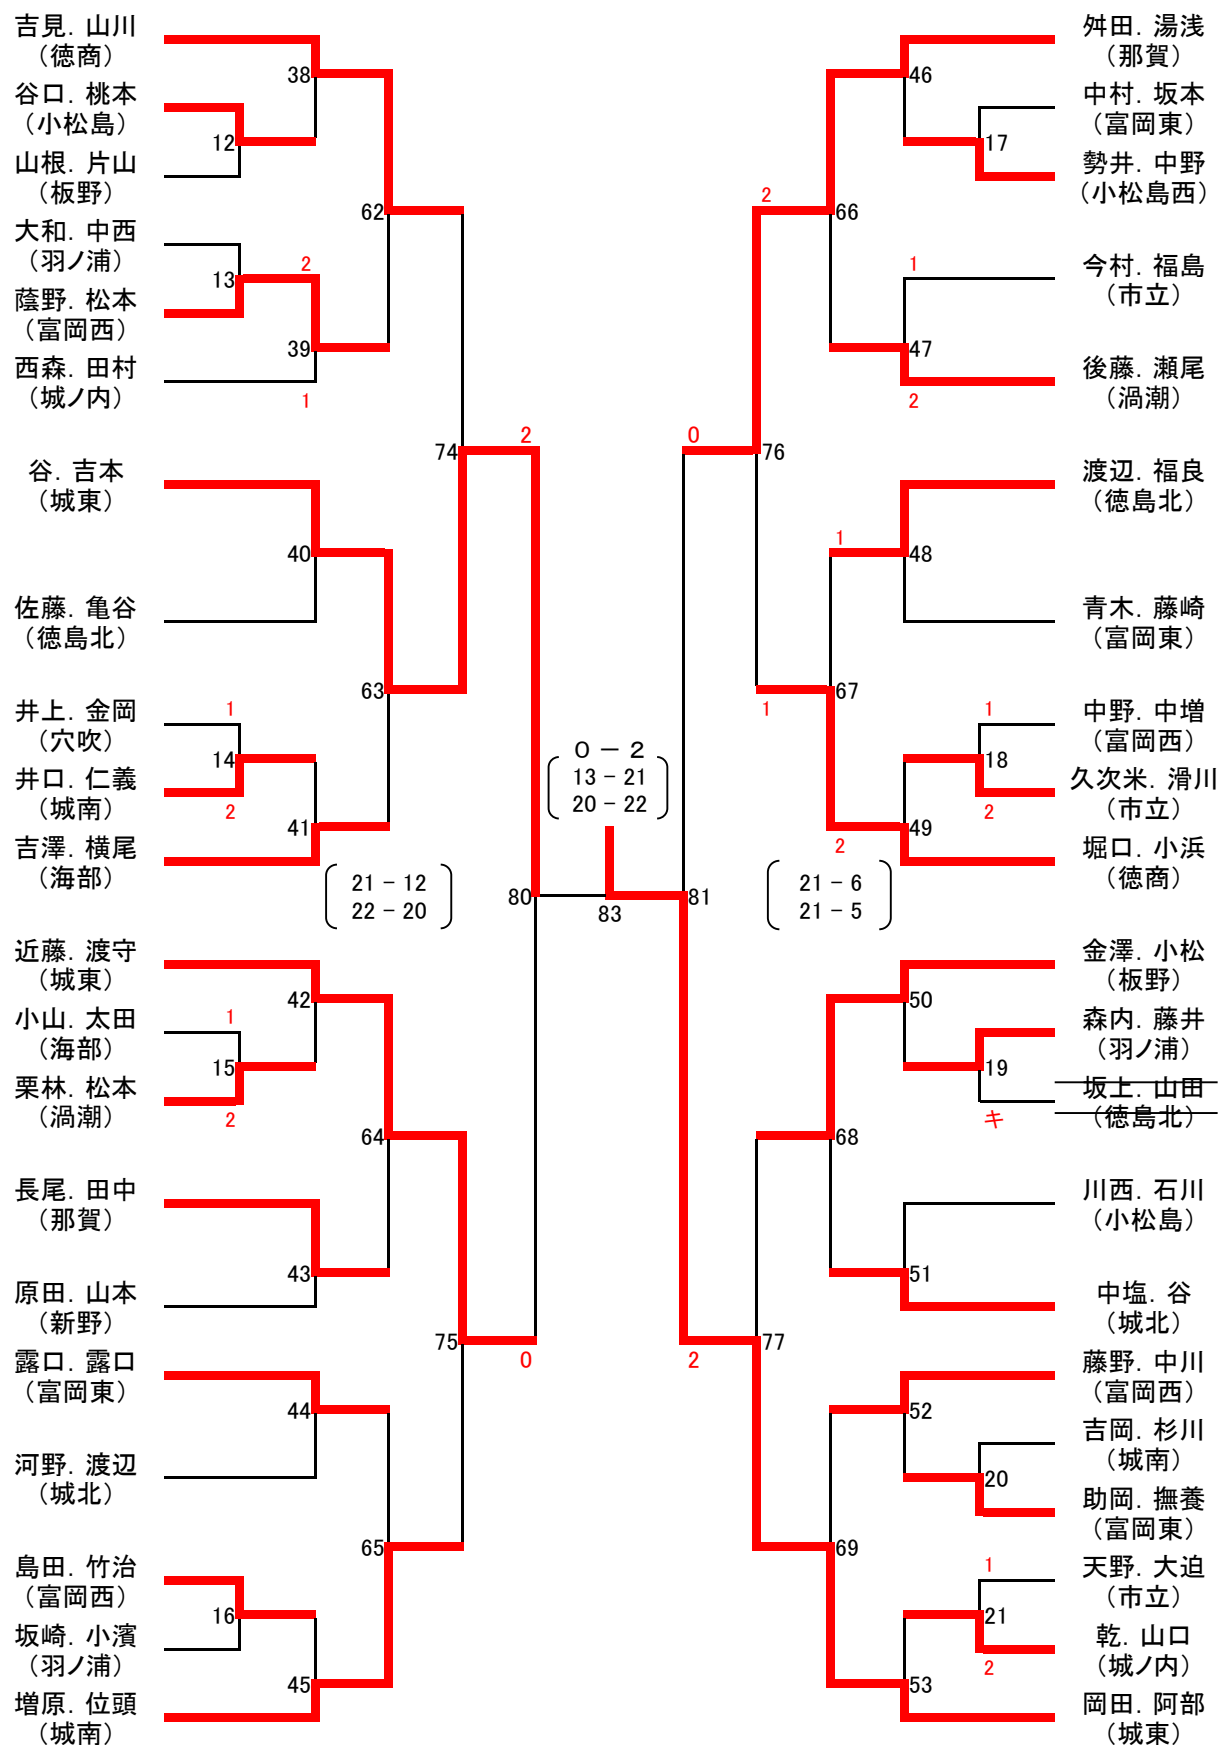 吉見. 山川
（徳商）
38
谷口. 桃本
（小松島）
12
山根. 片山
（板野）
62
大和. 中西
（羽ノ浦）
13
2
蔭野. 松本
（富岡西）
39
西森. 田村
（城ノ内）
1
74
2
谷. 吉本
（城東）
40
佐藤. 亀谷
（徳島北）
63
井上. 金岡
（穴吹）
1
14
井口. 仁義
（城南）
2
41
吉澤. 横尾
（海部）
21 － 12
22 － 20
80
近藤. 渡守
（城東）
42
小山. 太田
（海部）
1
15
栗林. 松本
（渦潮）
2
64
長尾. 田中
（那賀）
43
原田. 山本
（新野）
75
0
露口. 露口
（富岡東）
44
河野. 渡辺
（城北）
65
島田. 竹治
（富岡西）
16
坂崎. 小濱
（羽ノ浦）
45
増原. 位頭
（城南）
0 － 2
13 － 21
20 － 22
83
舛田. 湯浅
（那賀）
46
中村. 坂本
（富岡東）
17
勢井. 中野
（小松島西）
2
66
今村. 福島
（市立）
1
47
後藤. 瀬尾
（渦潮）
2
0
76
渡辺. 福良
（徳島北）
1
48
青木. 藤崎
（富岡東）
67
1
中野. 中増
（富岡西）
1
18
久次米. 滑川
（市立）
2
49
2
堀口. 小浜
（徳商）
21 － 6
21 － 5
81
金澤. 小松
（板野）
50
森内. 藤井
（羽ノ浦）
19
坂上. 山田
（徳島北）
キ
68
川西. 石川
（小松島）
51
中塩. 谷
（城北）
77
2
藤野. 中川
（富岡西）
52
吉岡. 杉川
（城南）
20
助岡. 撫養
（富岡東）
69
天野. 大迫
（市立）
1
21
乾. 山口
（城ノ内）
2
53
岡田. 阿部
（城東）